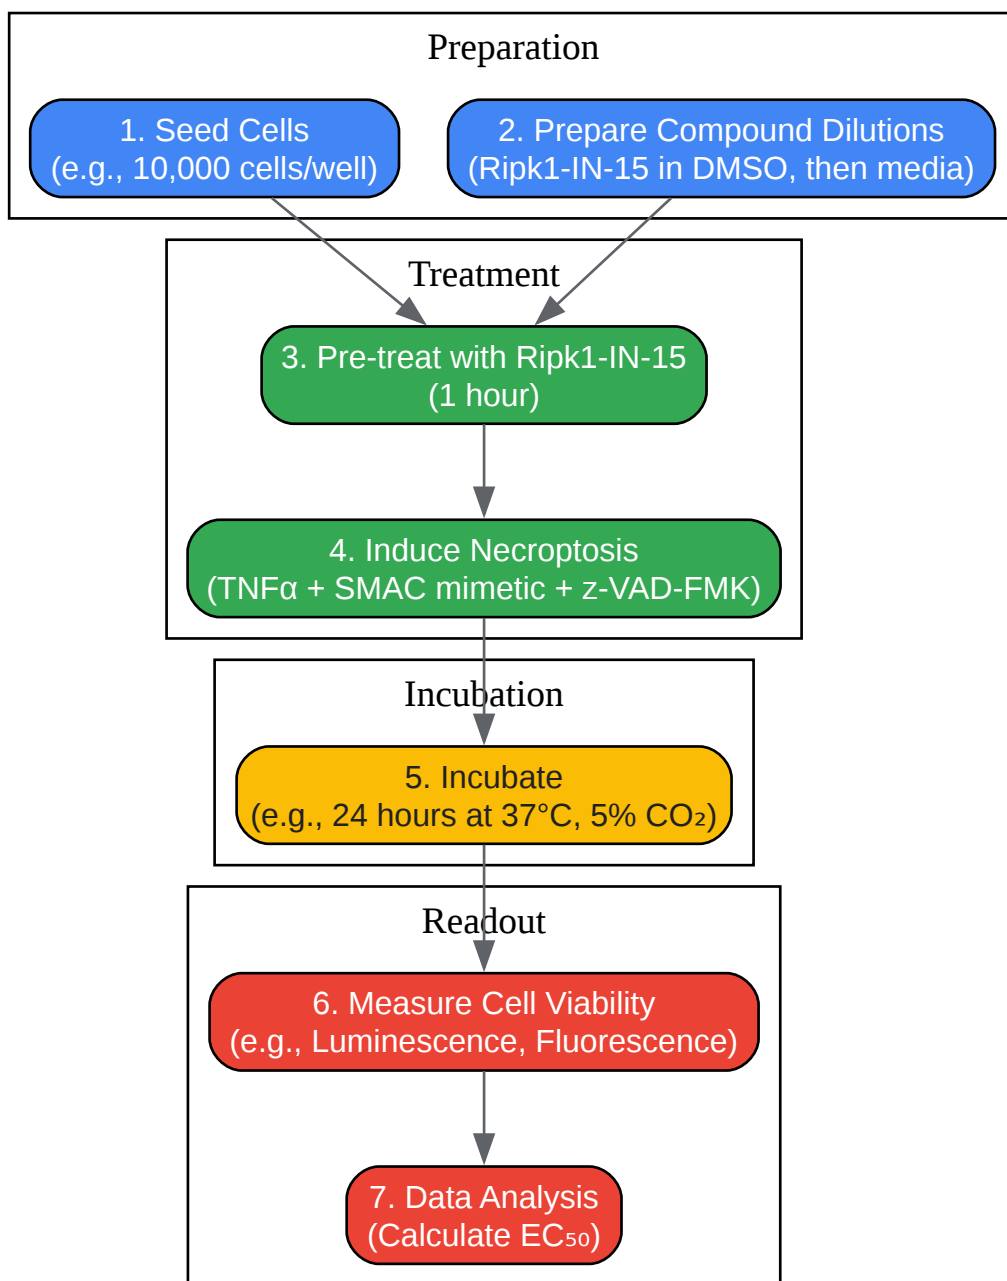 Preparation
1. Seed Cells
(e.g., 10,000 cells/well)
2. Prepare Compound Dilutions
(Ripk1-IN-15 in DMSO, then media)
Treatment
3. Pre-treat with Ripk1-IN-15
(1 hour)
4. Induce Necroptosis
(TNFα + SMAC mimetic + z-VAD-FMK)
Incubation
5. Incubate
(e.g., 24 hours at 37°C, 5% CO₂)
Readout
6. Measure Cell Viability
(e.g., Luminescence, Fluorescence)
7. Data Analysis
(Calculate EC₅₀)